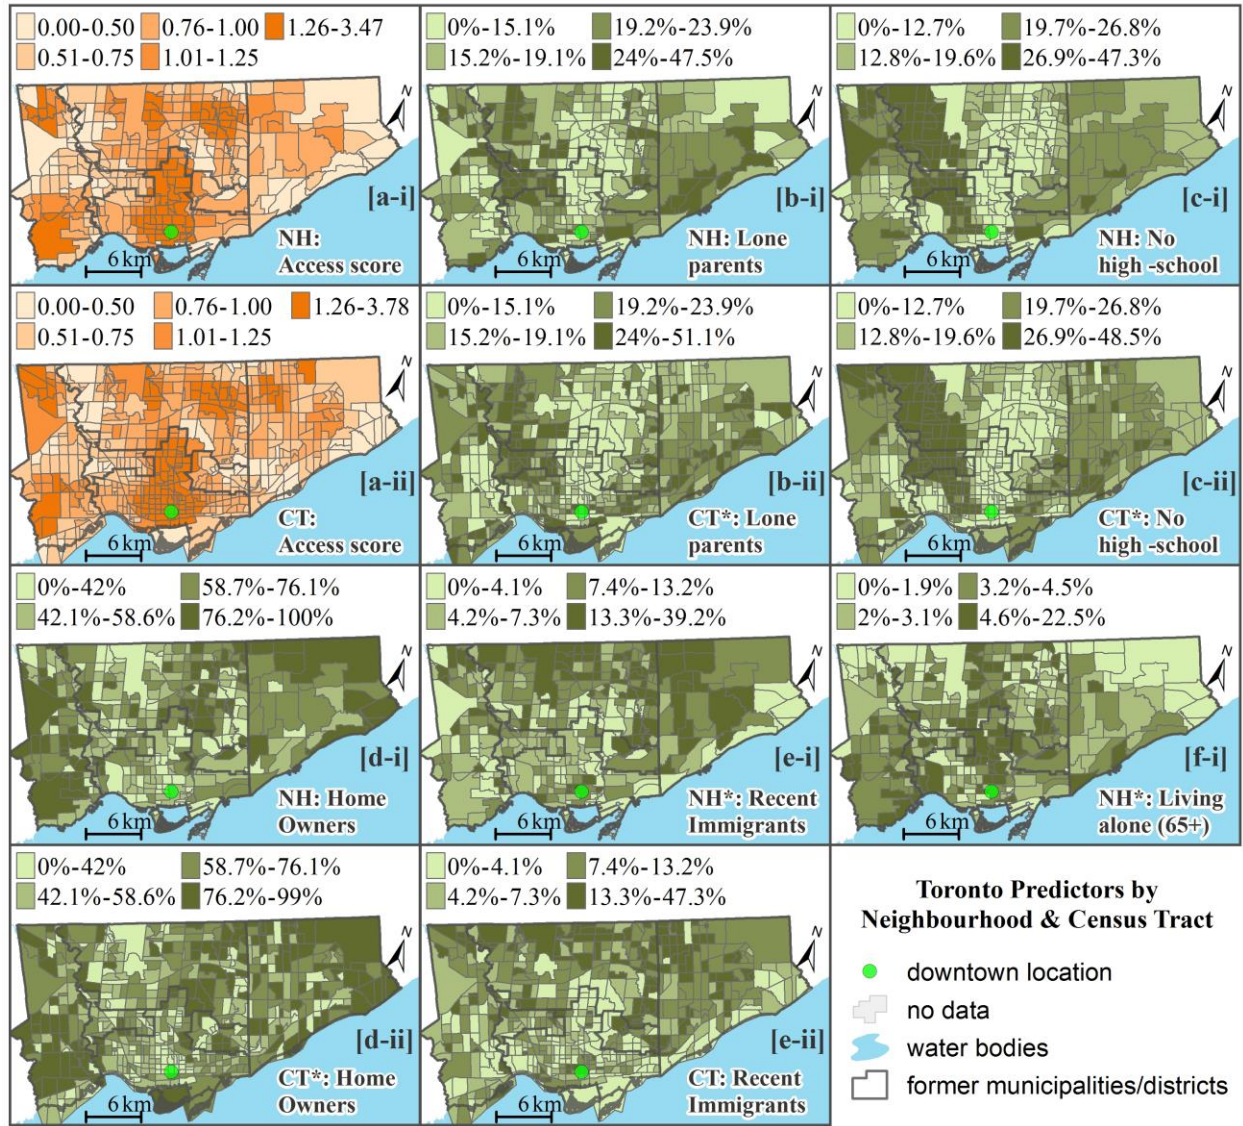 0.00-0.50 0.76-1.00 1.26-3.47
0.51-0.75 1.01-1.25
N
[a-i]
NH:
Access score
6 km
0%-15.1% 19.2%-23.9%
15.2%-19.1% 24%-47.5%
N
[b-i]
NH: Lone
parents
6 km
0%-12.7% 19.7%-26.8%
12.8%-19.6% 26.9%-47.3%
N
[c-i]
NH: No
high -school
6 km
0.00-0.50 0.76-1.00 1.26-3.78
0.51-0.75 1.01-1.25
N
[a-ii]
CT:
Access score
6 km
0%-15.1% 19.2%-23.9%
15.2%-19.1% 24%-51.1%
N
[b-ii]
CT*: Lone
parents
6 km
0%-12.7% 19.7%-26.8%
12.8%-19.6% 26.9%-48.5%
N
[c-ii]
CT*: No
high -school
6 km
0%-42% 58.7%-76.1%
42.1%-58.6% 76.2%-100%
N
[d-i]
NH: Home
Owners
6 km
0%-4.1% 7.4%-13.2%
4.2%-7.3% 13.3%-39.2%
N
[e-i]
NH*: Recent
Immigrants
6 km
0%-1.9% 3.2%-4.5%
2%-3.1% 4.6%-22.5%
N
[f-i]
NH*: Living
alone (65+)
6 km
0%-42% 58.7%-76.1%
42.1%-58.6% 76.2%-99%
N
[d-ii]
CT*: Home
Owners
6 km
0%-4.1% 7.4%-13.2%
4.2%-7.3% 13.3%-47.3%
N
[e-ii]
CT: Recent
Immigrants
6 km
Toronto Predictors by
Neighbourhood & Census Tract
downtown location
no data
water bodies
former municipalities/districts